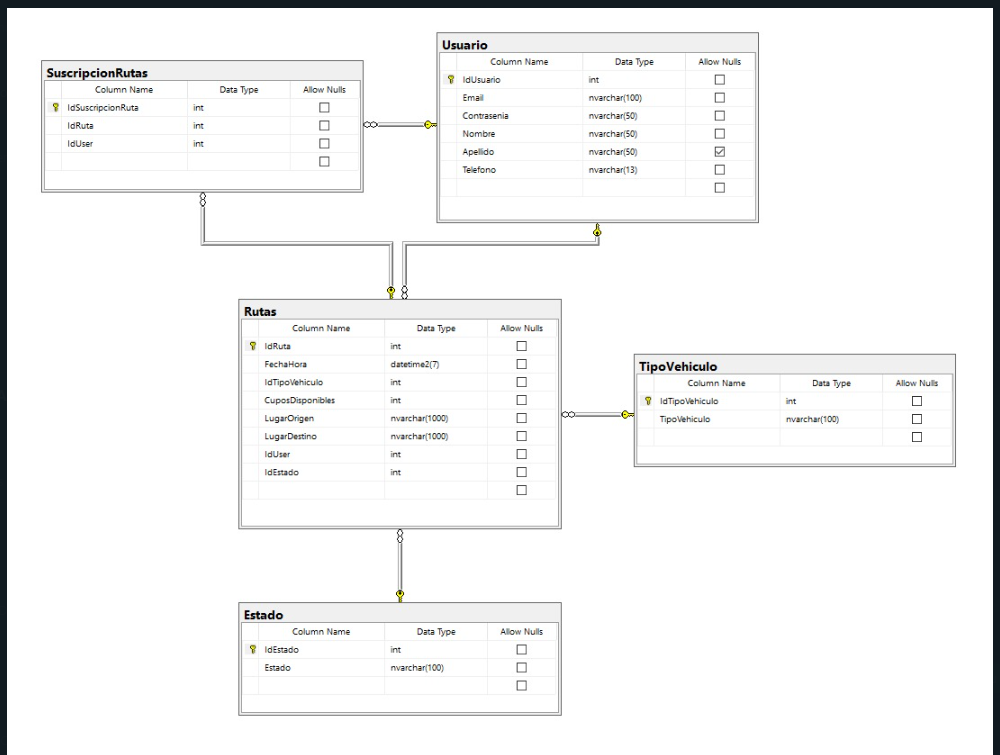 SuscripcionRutas
Column Name Data Type Allow Nulls
IdSuscripcionRuta int
IdRuta int
IdUser int
Usuario
Column Name Data Type Allow Nulls
IdUsuario int
Email nvarchar(100)
Contrasenia nvarchar(50)
Nombre nvarchar(50)
Apellido nvarchar(50)
Telefono nvarchar(13)
Rutas
Column Name Data Type Allow Nulls
IdRuta int
FechaHora datetime2(7)
IdTipoVehiculo int
CuposDisponibles int
LugarOrigen nvarchar(1000)
LugarDestino nvarchar(1000)
IdUser int
IdEstado int
TipoVehiculo
Column Name Data Type Allow Nulls
IdTipoVehiculo int
TipoVehiculo nvarchar(100)
Estado
Column Name Data Type Allow Nulls
IdEstado int
Estado nvarchar(100)